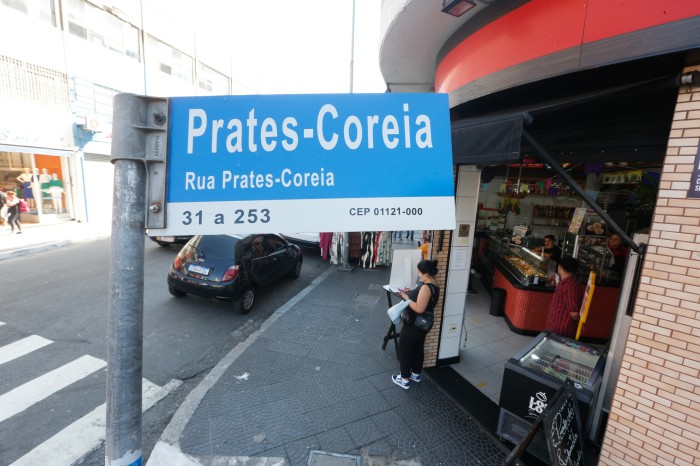 Prates-Coreia
Rua Prates-Coreia
31 a 253 CEP 01121-000